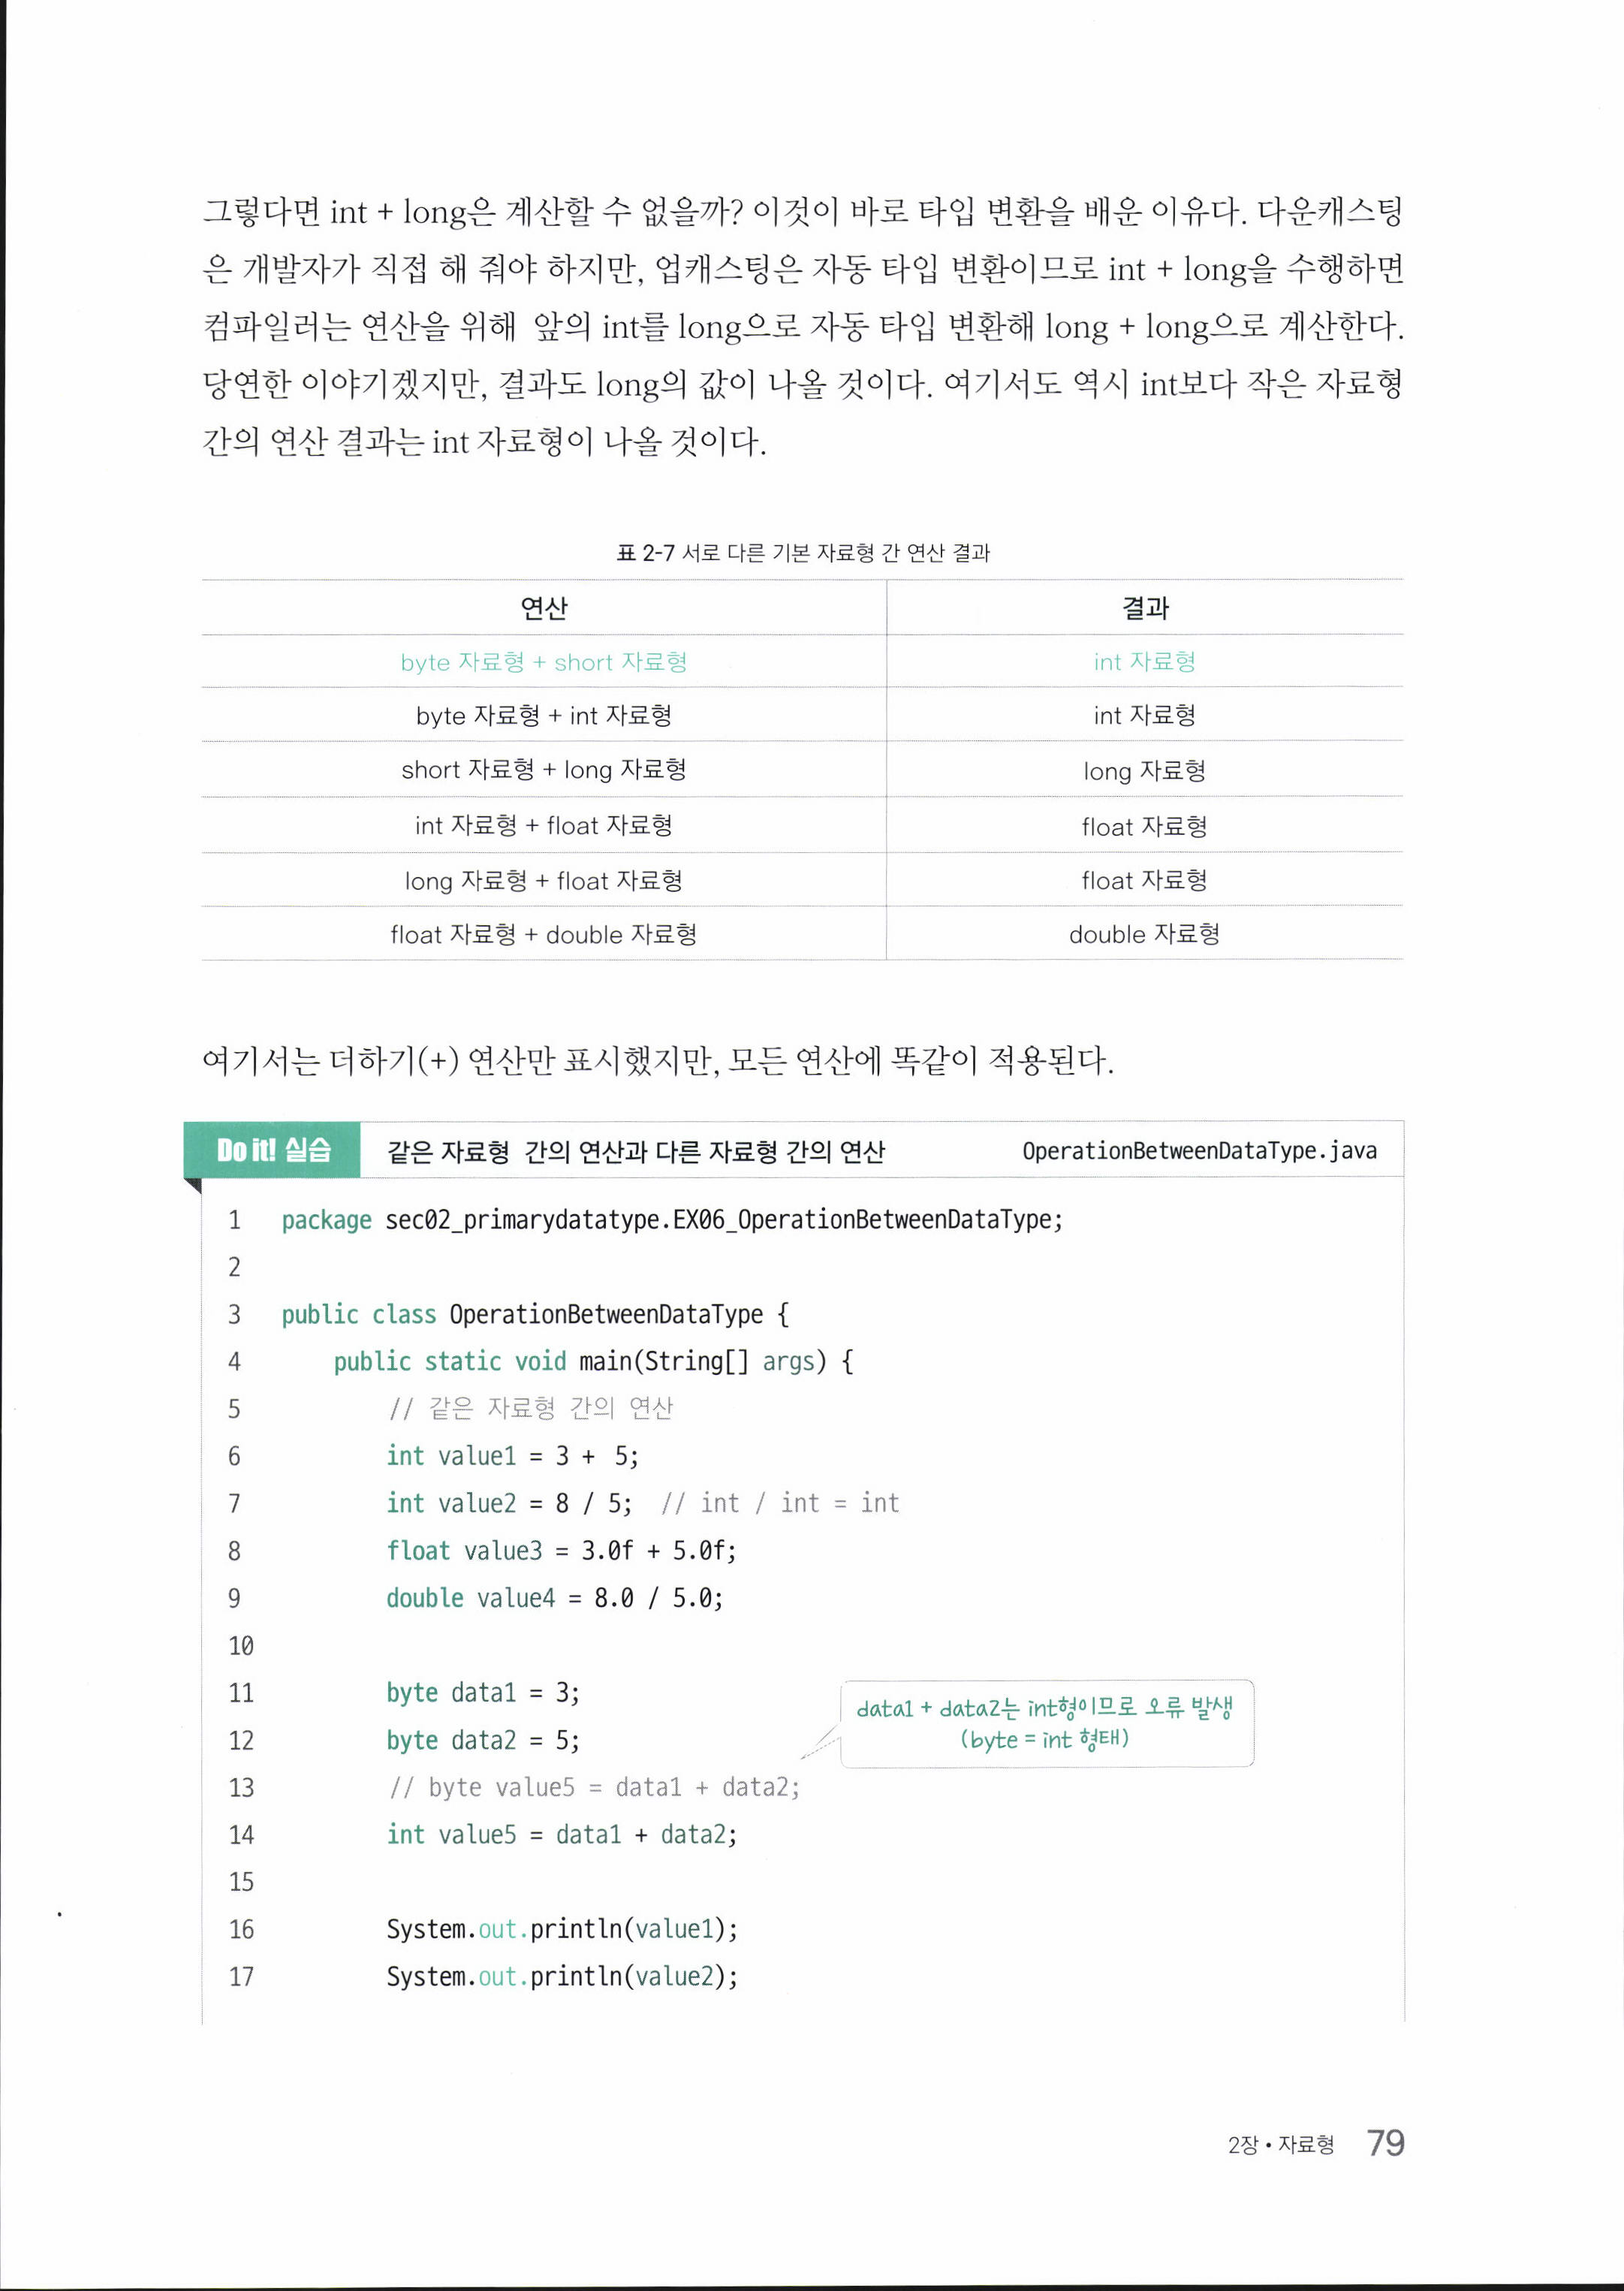 그렇다면 int + long은 계산할 수 없을까? 이것이 바로 타입 변환을 배운 이유다. 다운캐스팅
은 개발자가 직접 해 줘야 하지만, 업캐스팅은 자동 타입 변환이므로 int + long을 수행하면
컴파일러는 연산을 위해 앞의 int를 long으로 자동 타입 변환해 long + long으로 계산한다.
당연한 이야기겠지만, 결과도 long의 값이 나올 것이다. 여기서도 역시 int보다 작은 자료형
간의 연산 결과는 int 자료형이 나올 것이다.
표 2-7 서로 다른 기본 자료형 간 연산 결과
연산 결과
byte 자료형 + short 자료형 int 자료형
byte 자료형 + int 자료형 int 자료형
short 자료형 + long 자료형 long 자료형
int 자료형 + float 자료형 float 자료형
long 자료형 + float 자료형 float 자료형
float 자료형 + double 자료형 double 자료형
여기서는 더하기(+) 연산만 표시했지만, 모든 연산에 똑같이 적용된다.
Do it! 실습 같은 자료형 간의 연산과 다른 자료형 간의 연산 OperationBetweenDataType.java
1 package sec02_primarydatatype.EX06_OperationBetweenDataType;
2
3 public class OperationBetweenDataType {
4 public static void main(String[] args) {
5 // 같은 자료형 간의 연산
6 int value1 = 3 + 5;
7 int value2 = 8 / 5; // int / int = int
8 float value3 = 3.0f + 5.0f;
9 double value4 = 8.0 / 5.0;
10
11 byte data1 = 3;
data1 + data2는 int형이므로 오류 발생
(byte = int 형태)
12 byte data2 = 5;
13 // byte value5 = data1 + data2;
14 int value5 = data1 + data2;
15
16 System.out.println(value1);
17 System.out.println(value2);
2장 • 자료형 79